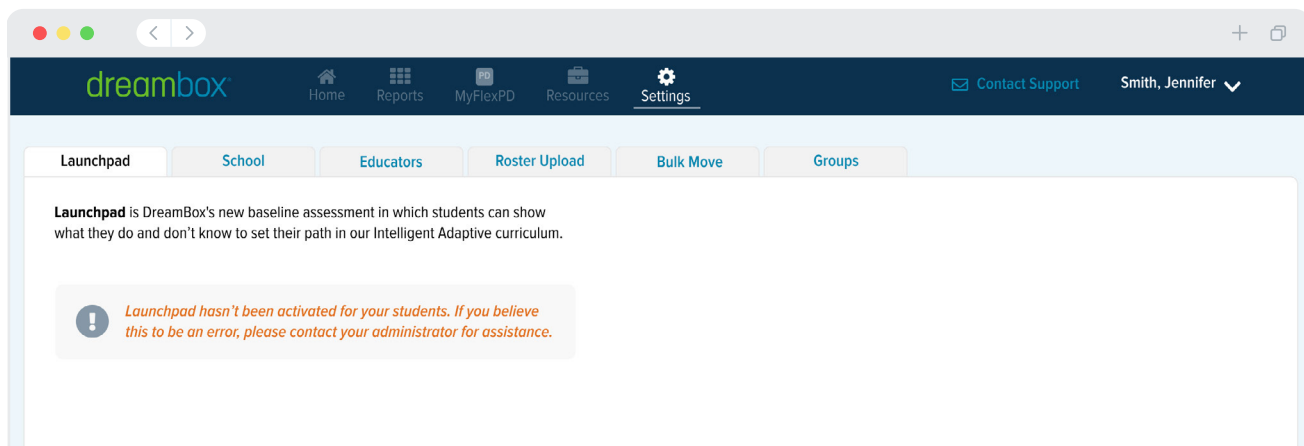 dreambox
Home
Reports
PD
MyFlexPD
Resources
Settings
Contact Support
Smith, Jennifer
Launchpad
School
Educators
Roster Upload
Bulk Move
Groups
Launchpad is DreamBox's new baseline assessment in which students can show
what they do and don't know to set their path in our Intelligent Adaptive curriculum.
Launchpad hasn't been activated for your students. If you believe
this to be an error, please contact your administrator for assistance.